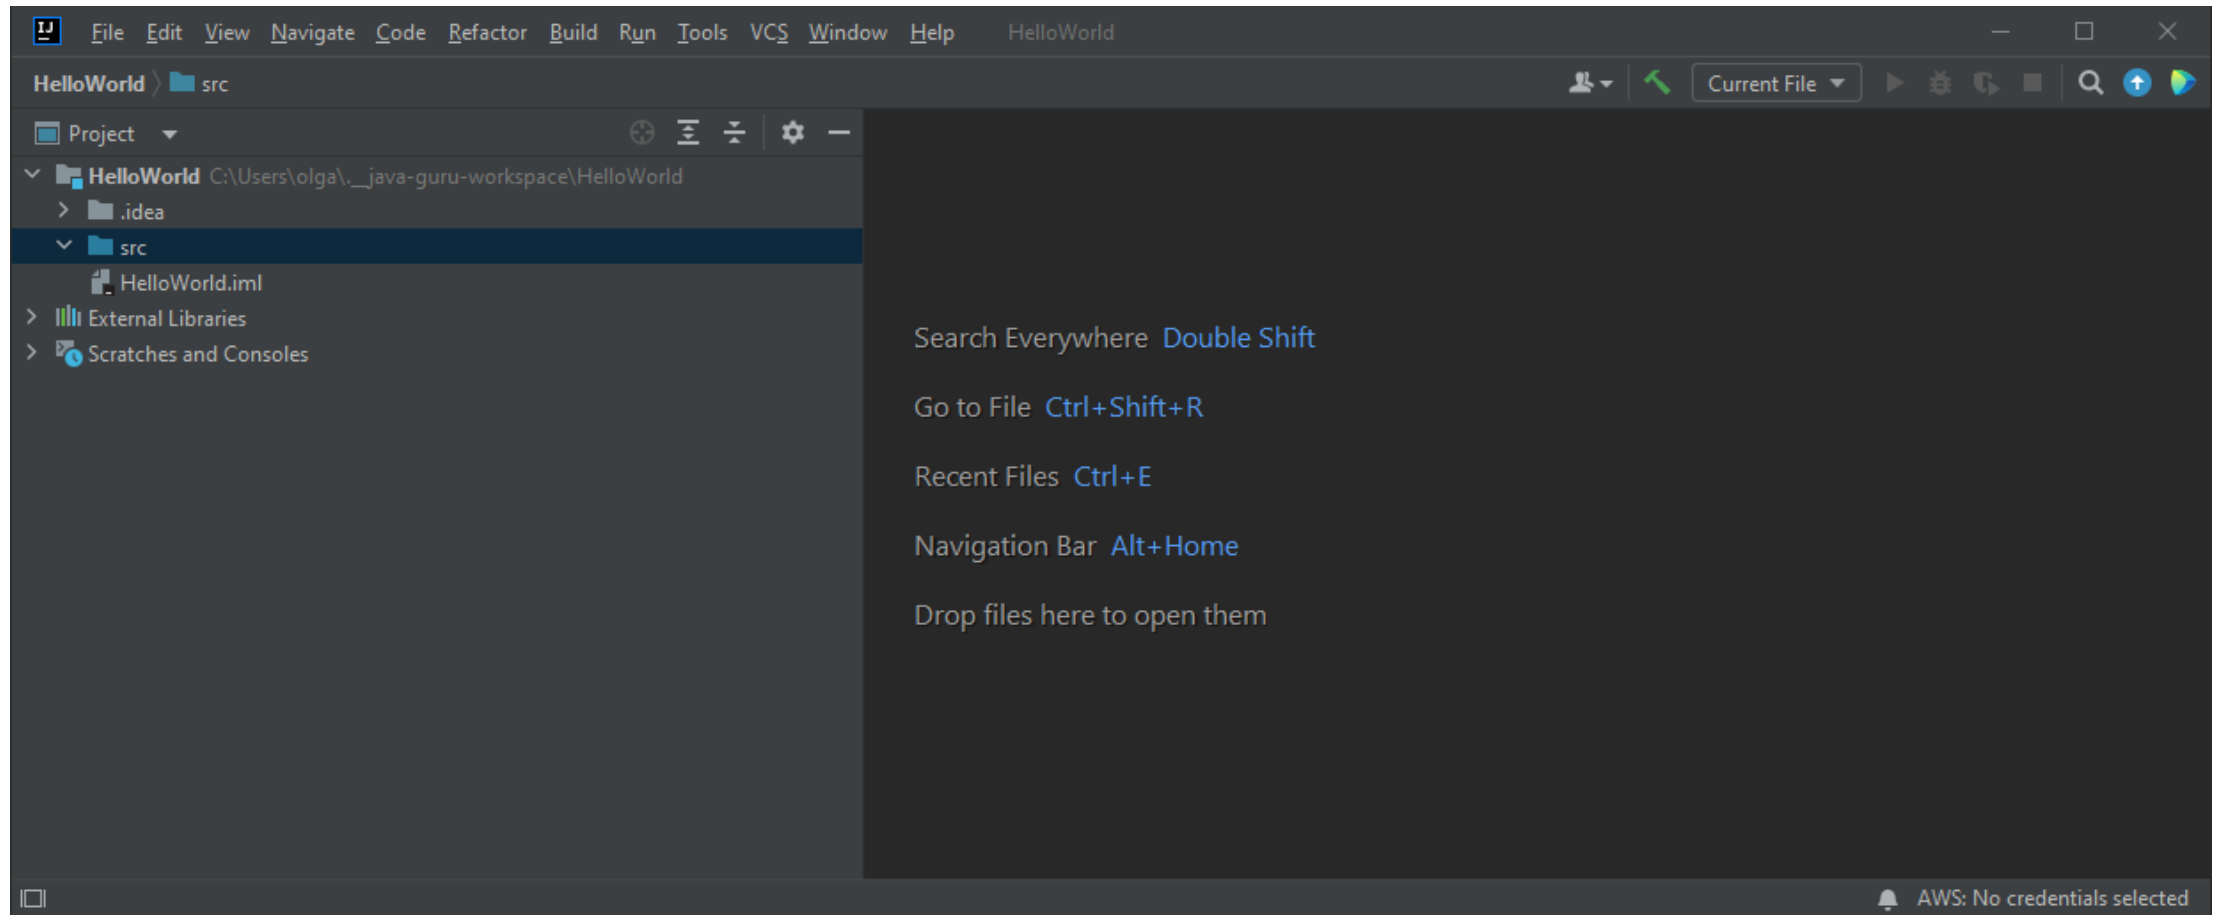 IJ File Edit View Navigate Code Refactor Build Run Tools VCS Window Help HelloWorld
HelloWorld src
Current File
Project
HelloWorld C:\Users\olga\.__java-guru-workspace\HelloWorld
.idea
src
HelloWorld.iml
External Libraries
Scratches and Consoles
Search Everywhere Double Shift
Go to File Ctrl+Shift+R
Recent Files Ctrl+E
Navigation Bar Alt+Home
Drop files here to open them
AWS: No credentials selected